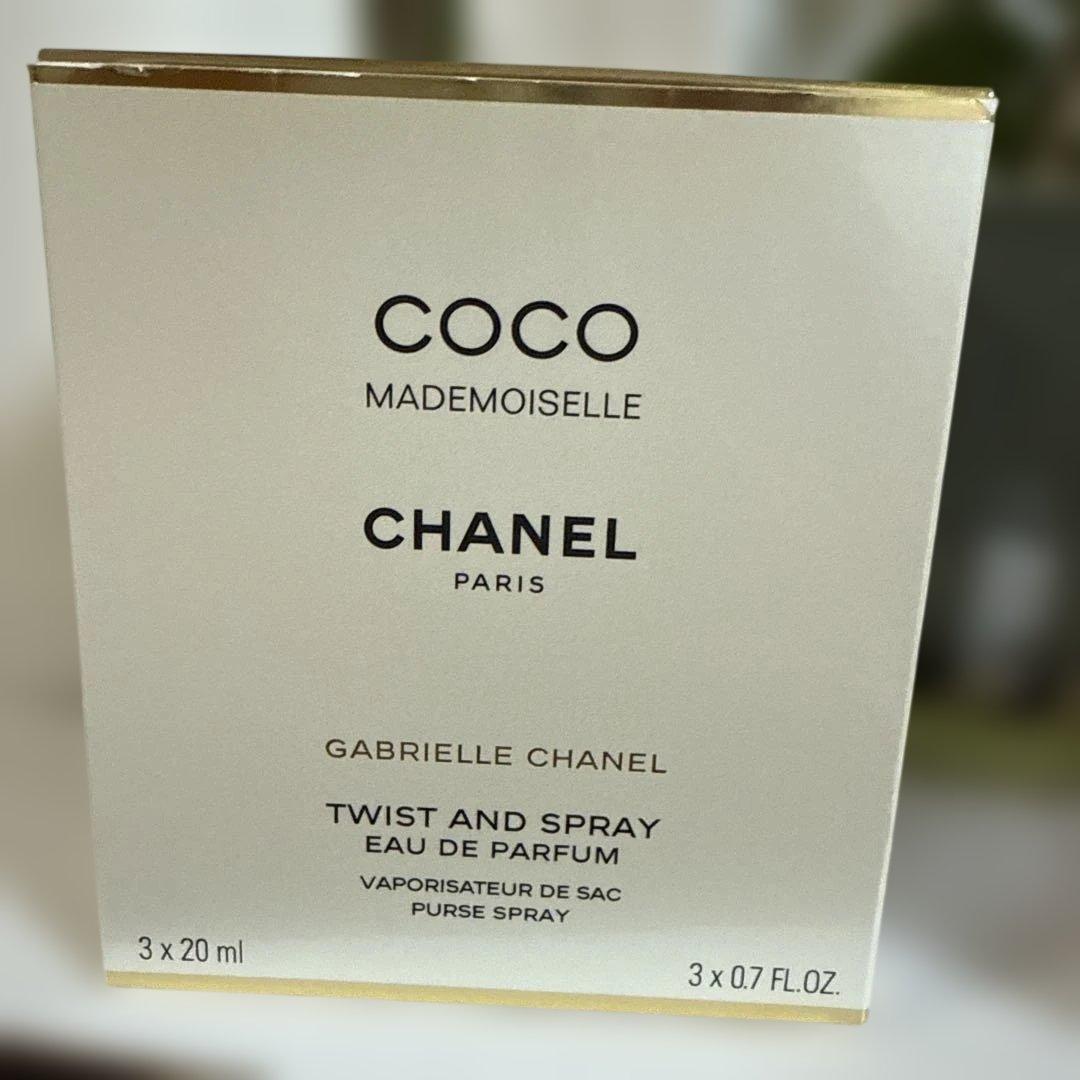 COCO
MADEMOISELLE
CHANEL
PARIS
GABRIELLE CHANEL
TWIST AND SPRAY
EAU DE PARFUM
VAPORISATEUR DE SAC
PURSE SPRAY
3 x 20 ml
3 x 0.7 FL.OZ.